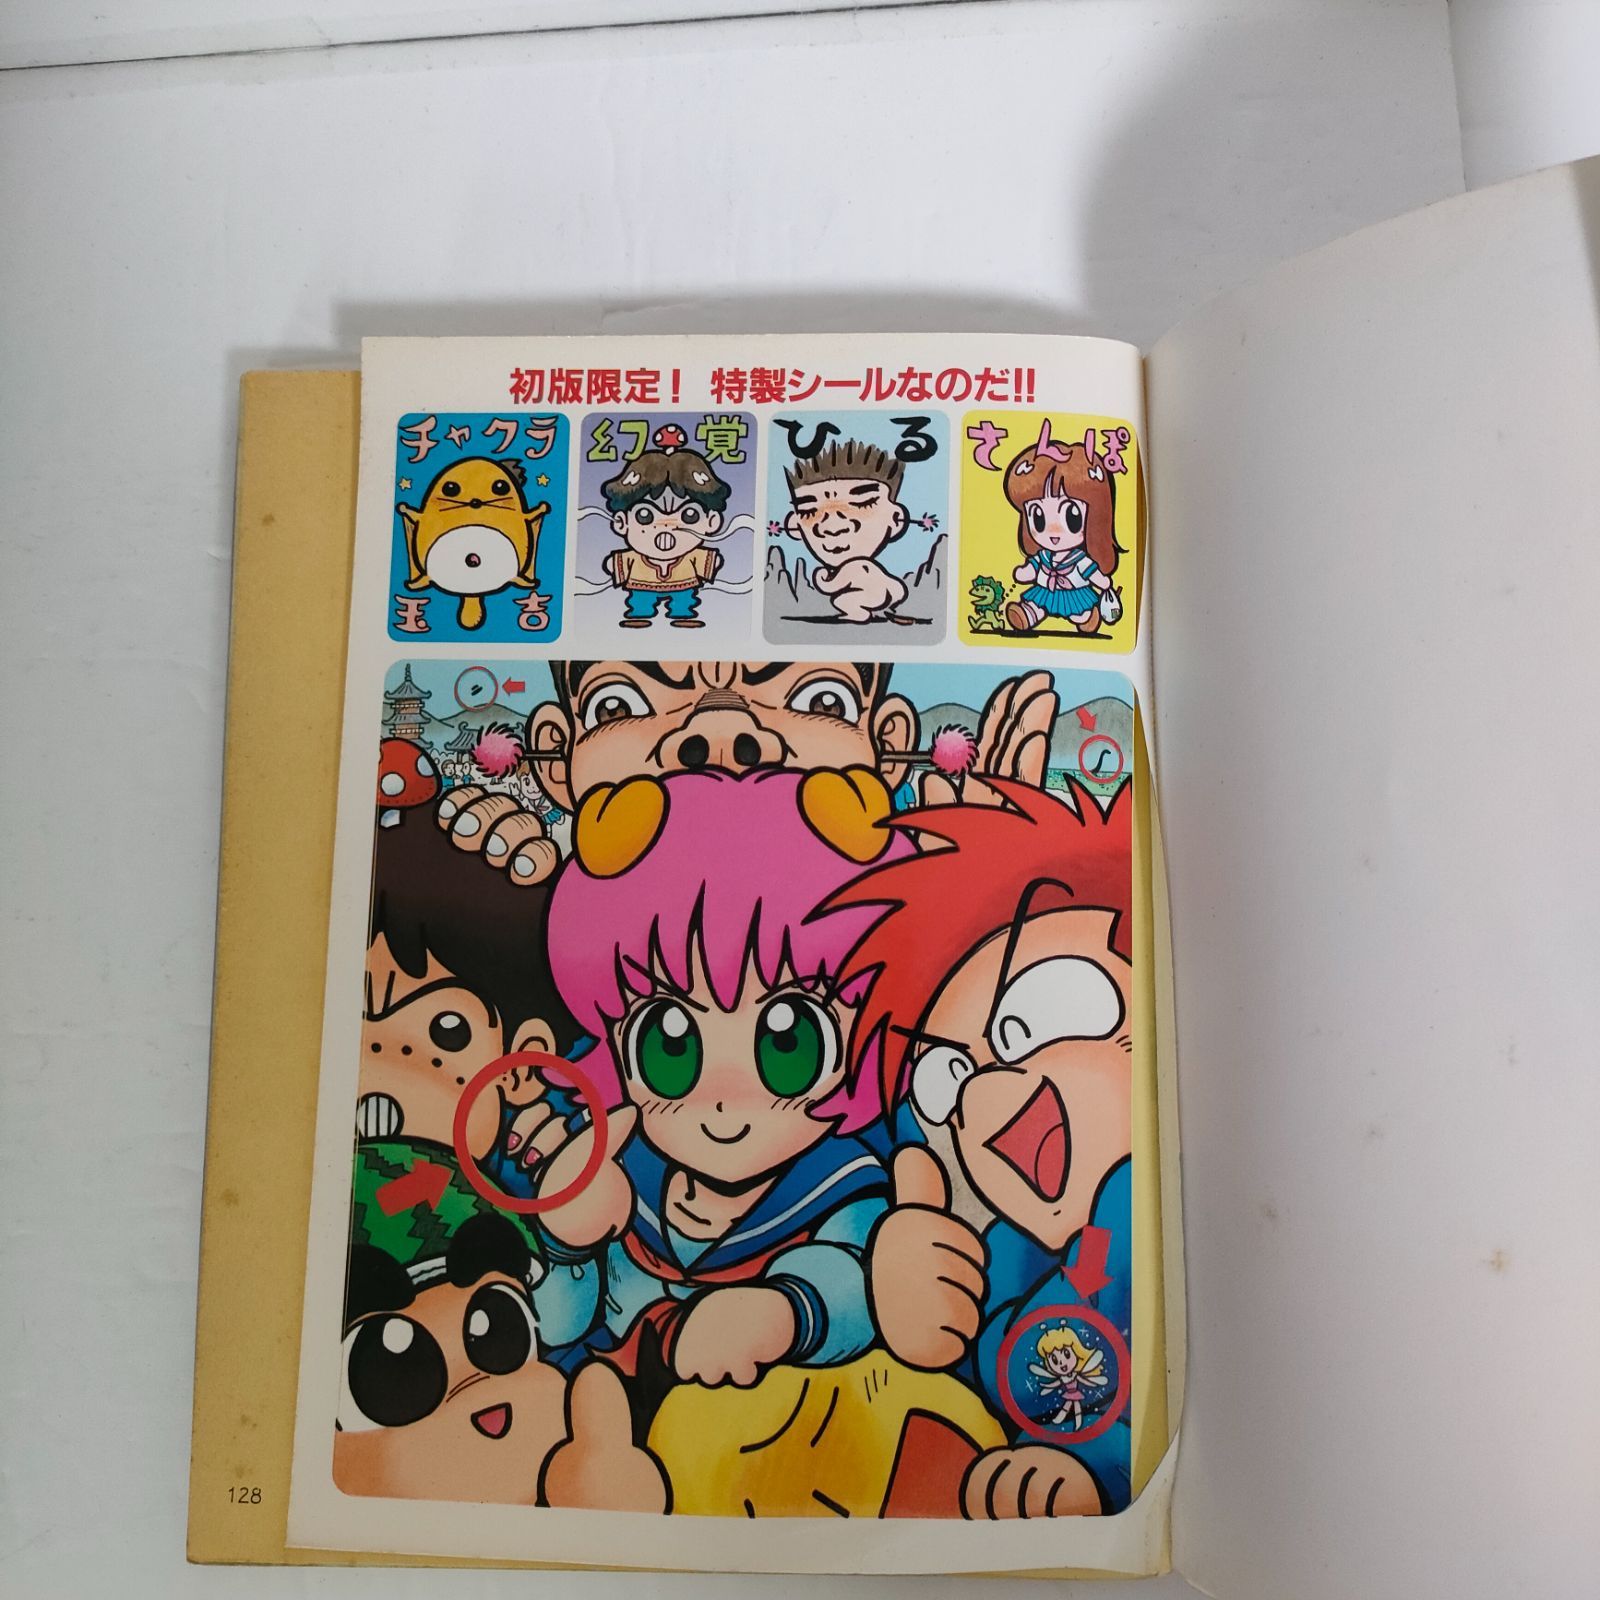 初版限定! 特製シールなのだ!!
チャクラ
玉吉
幻覚
ひる
さんぽ
128